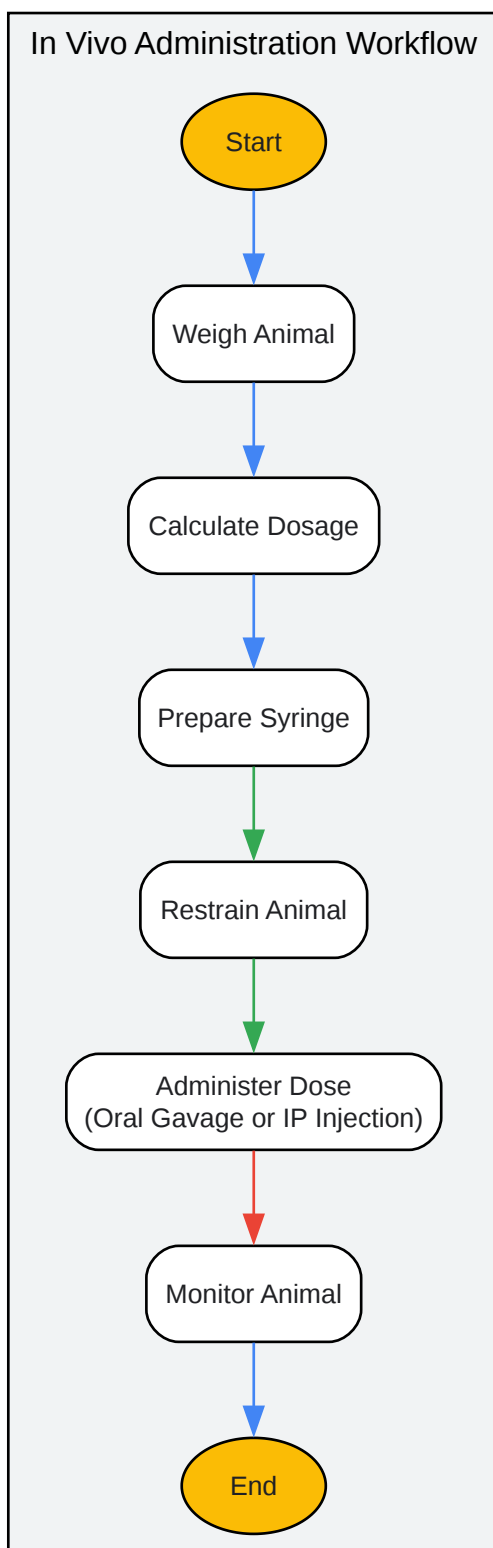 In Vivo Administration Workflow
Start
Weigh Animal
Calculate Dosage
Prepare Syringe
Restrain Animal
Administer Dose
(Oral Gavage or IP Injection)
Monitor Animal
End